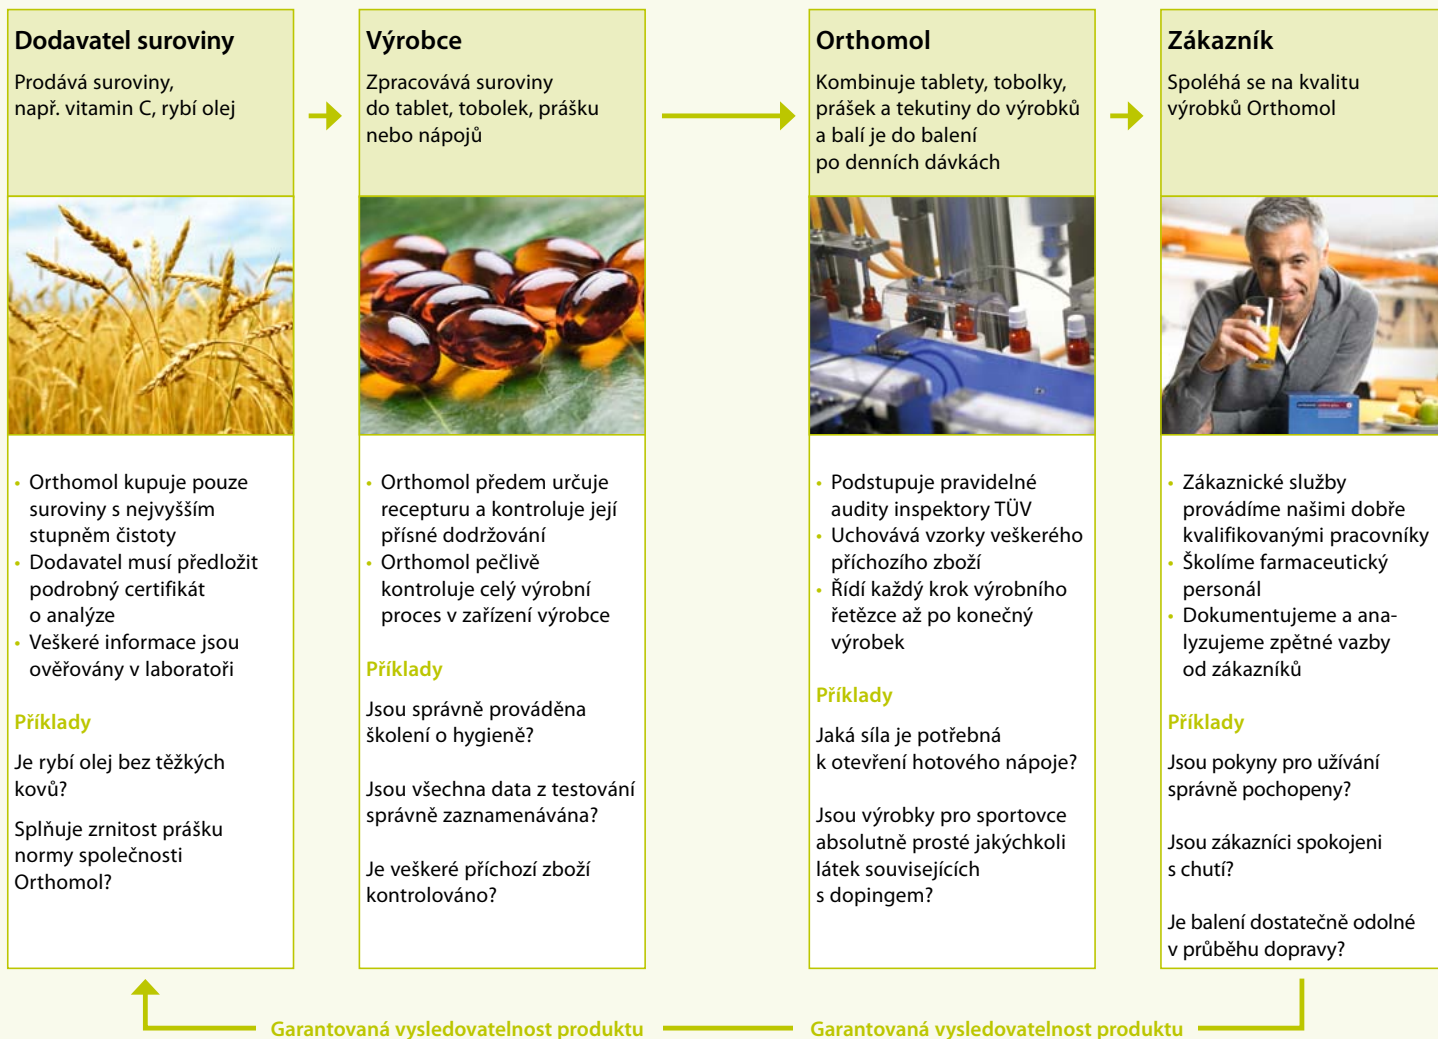 Dodavatel suroviny
Prodává suroviny,
např. vitamin C, rybí olej
• Orthomol kupuje pouze
suroviny s nejvyšším
stupněm čistoty
• Dodavatel musí předložit
podrobný certifikát
o analýze
• Veškeré informace jsou
ověřovány v laboratoři
Příklady
Je rybí olej bez těžkých
kovů?
Splňuje zrnitost prášku
normy společnosti
Orthomol?
Výrobce
Zpracovává suroviny
do tablet, tobolek, prášku
nebo nápojů
• Orthomol předem určuje
recepturu a kontroluje její
přísné dodržování
• Orthomol pečlivě
kontroluje celý výrobní
proces v zařízení výrobce
Příklady
Jsou správně prováděna
školení o hygieně?
Jsou všechna data z testování
správně zaznamenávána?
Je veškeré příchozí zboží
kontrolováno?
Orthomol
Kombinuje tablety, tobolky,
prášek a tekutiny do výrobků
a balí je do balení
po denních dávkách
• Podstupuje pravidelné
audity inspektory TÜV
• Uchovává vzorky veškerého
příchozího zboží
• Řídí každý krok výrobního
řetězce až po konečný
výrobek
Příklady
Jaká síla je potřebná
k otevření hotového nápoje?
Jsou výrobky pro sportovce
absolutně prosté jakýchkoli
látek souvisejících
s dopingem?
Zákazník
Spoléhá se na kvalitu
výrobků Orthomol
• Zákaznické služby
provádíme našimi dobře
kvalifikovanými pracovníky
• Školíme farmaceutický
personál
• Dokumentujeme a ana-
lyzujeme zpětné vazby
od zákazníků
Příklady
Jsou pokyny pro užívání
správně pochopeny?
Jsou zákazníci spokojeni
s chutí?
Je balení dostatečně odolné
v průběhu dopravy?
Garantovaná vysledovatelnost produktu
Garantovaná vysledovatelnost produktu